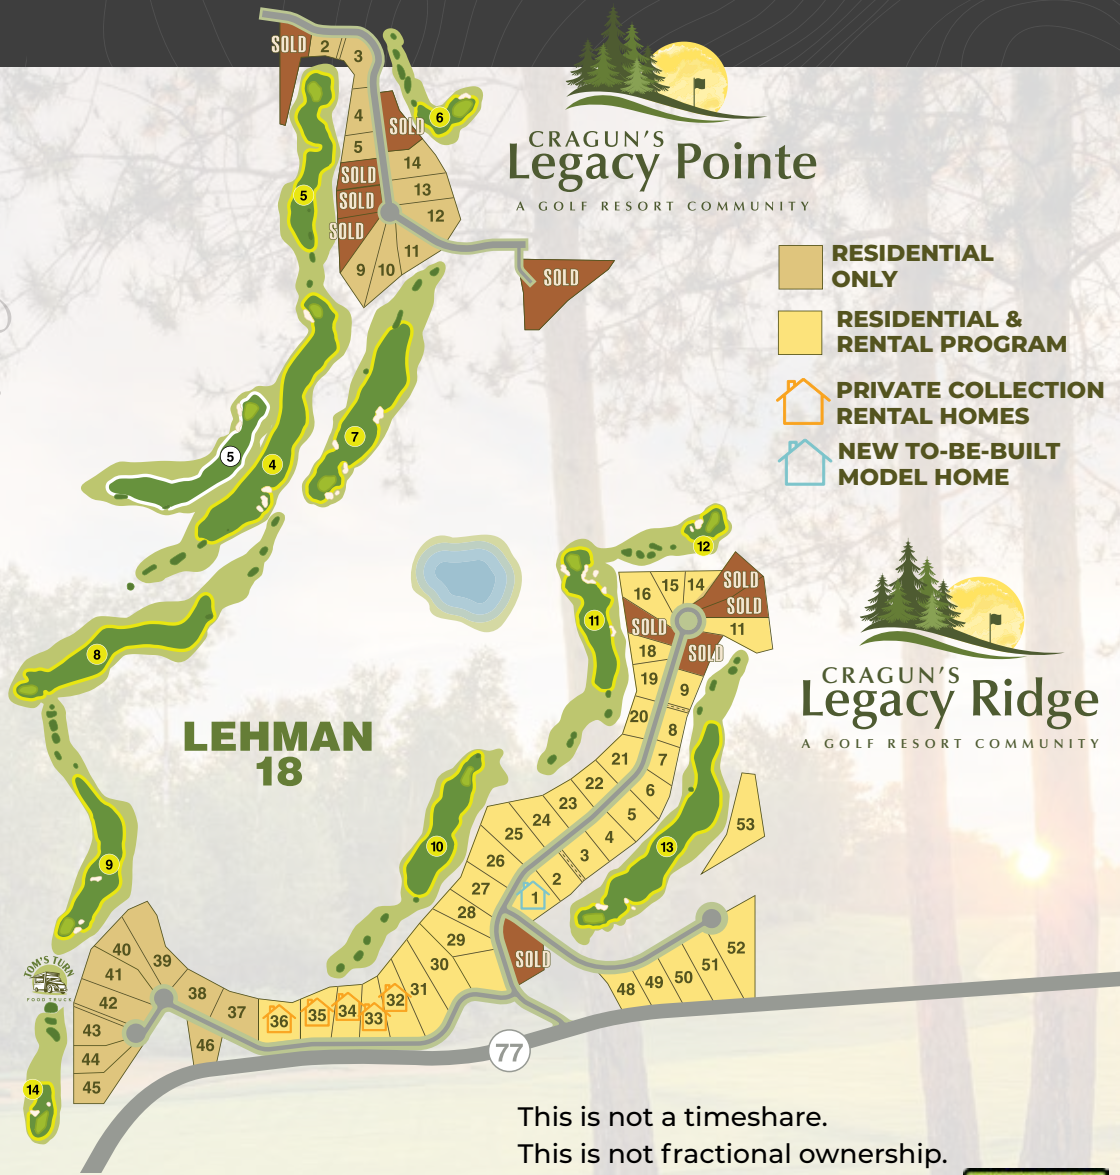 SOLD
2
3
6
4
SOLD
CRAGUN'S
Legacy Pointe
A GOLF RESORT COMMUNITY
5
14
SOLD
13
5
SOLD
12
SOLD
11
9
10
SOLD
RESIDENTIAL
ONLY
RESIDENTIAL &
RENTAL PROGRAM
PRIVATE COLLECTION
RENTAL HOMES
NEW TO-BE-BUILT
MODEL HOME
7
5
4
12
16
15
14
SOLD
SOLD
11
SOLD
11
18
SOLD
8
19
9
CRAGUN'S
Legacy Ridge
A GOLF RESORT COMMUNITY
LEHMAN
18
20
8
21
7
22
6
23
5
24
4
53
25
3
13
10
26
2
9
27
1
28
40
39
29
52
41
30
SOLD
51
TOM'S TURN
FOOD TRUCK
42
38
31
50
49
48
43
37
36
35
34
33
32
46
44
77
45
14
This is not a timeshare.
This is not fractional ownership.